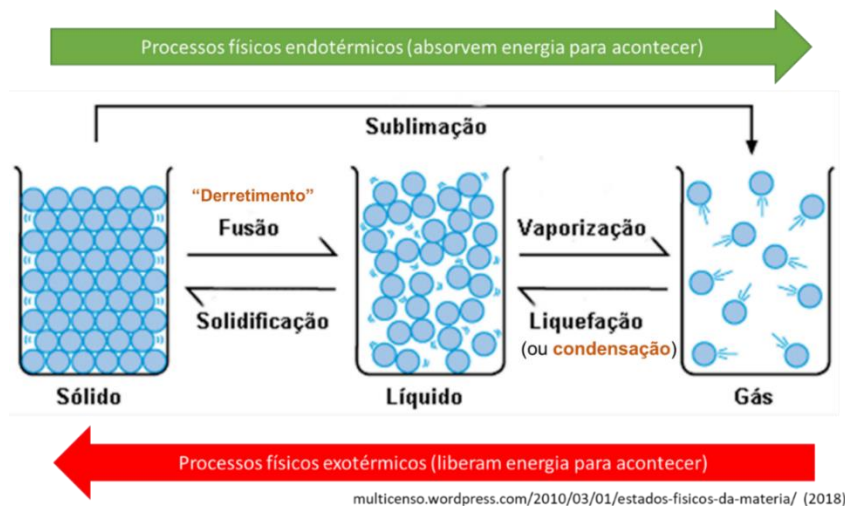 Processos físicos endotérmicos (absorvem energia para acontecer)
Sublimação
“Derretimento”
Fusão
Vaporização
Solidificação
Liquefação
(ou condensação)
Sólido
Líquido
Gás
Processos físicos exotérmicos (liberam energia para acontecer)
multicenso.wordpress.com/2010/03/01/estados-fisicos-da-materia/ (2018)